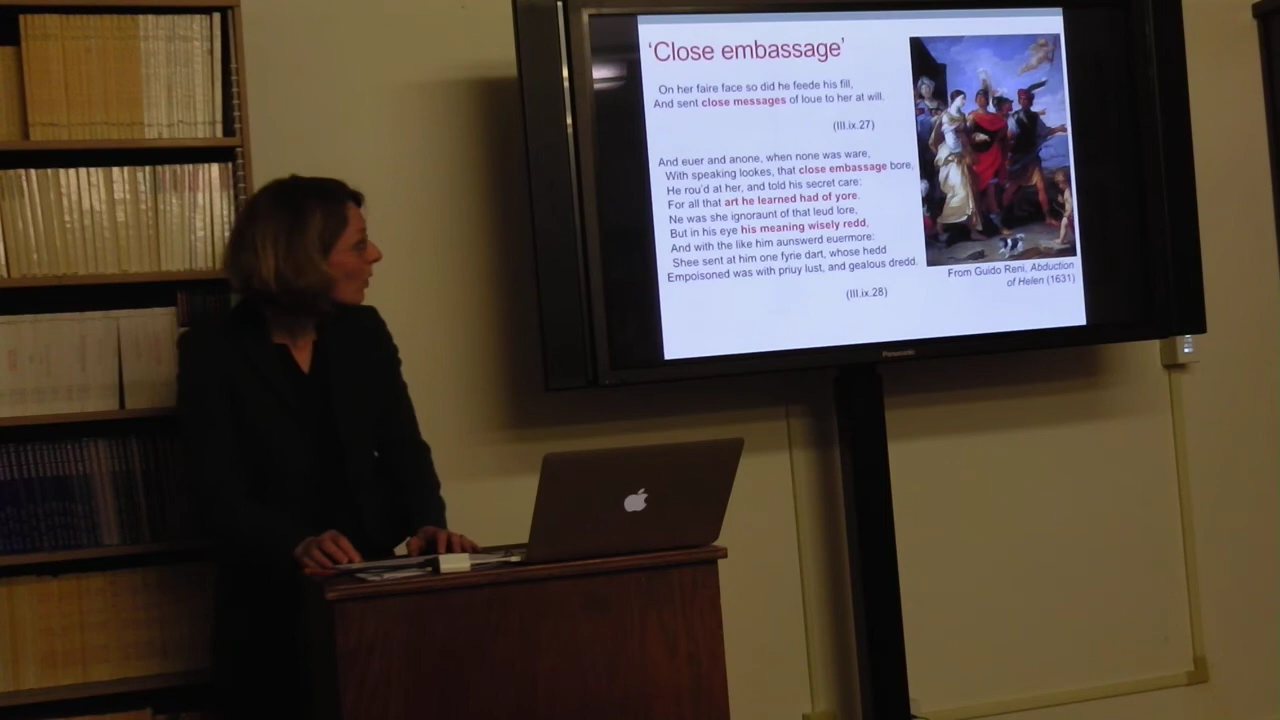 ‘Close embassage’
On her faire face so did he feede his fill,
And sent close messages of loue to her at will.
(III.ix.27)
And euer and anone, when none was ware,
With speaking lookes, that close embassage bore,
He rou'd at her, and told his secret care:
For all that art he learned had of yore.
Ne was she ignoraunt of that leud lore,
But in his eye his meaning wisely redd,
And with the like him aunswerd euermore:
Shee sent at him one fyrie dart, whose hedd
Empoisoned was with priuy lust, and gealous dredd.
(III.ix.28)
From Guido Reni, Abduction
of Helen (1631)
Panasonic